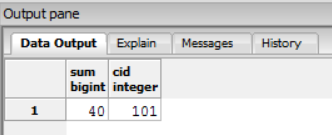 Output pane
Data Output Explain Messages History
sum cid
bigint integer
1 40 101